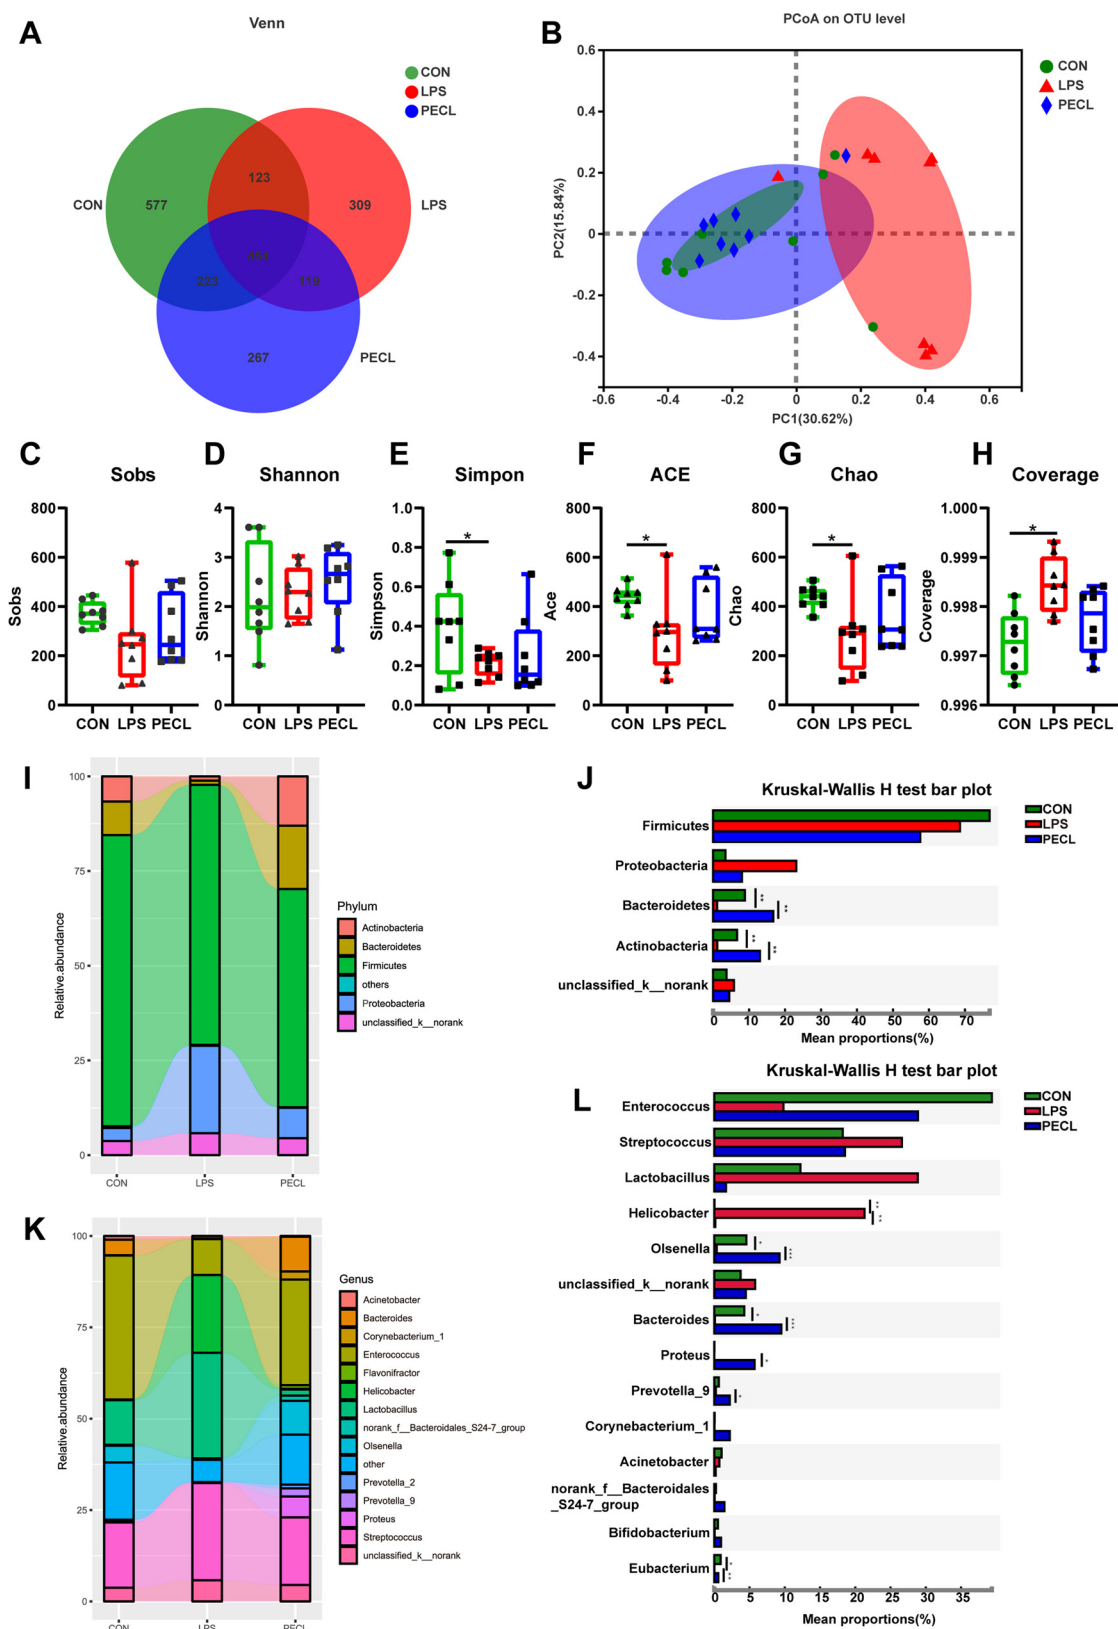 A
Venn
CON
LPS
PECL
123
CON
577
309
LPS
223
119
267
PECL
B
PCoA on OTU level
CON
LPS
PECL
PC2(15.84%)
0.6
0.4
0.2
0
-0.2
-0.4
-0.6
-0.4
-0.2
0
0.2
0.4
0.6
PC1(30.62%)
C
Sobs
Sobs
800
600
400
200
0
CON LPS PECL
D
Shannon
Shannon
4
3
2
1
0
CON LPS PECL
E
Simpon
Simpson
1.0
0.8
0.6
0.4
0.2
0.0
*
CON LPS PECL
F
ACE
Ace
800
600
400
200
0
*
CON LPS PECL
G
Chao
Chao
800
600
400
200
0
*
CON LPS PECL
H
Coverage
Coverage
1.000
0.999
0.998
0.997
0.996
*
CON LPS PECL
I
Relative.abundance
100
75
50
25
0
CON
LPS
PECL
Phylum
Actinobacteria
Bacteroidetes
Firmicutes
others
Proteobacteria
unclassified_k__norank
J
Kruskal-Wallis H test bar plot
CON
LPS
PECL
Firmicutes
Proteobacteria
Bacteroidetes
**
**
Actinobacteria
**
**
unclassified_k__norank
0 10 20 30 40 50 60 70
Mean proportions(%)
K
Relative.abundance
100
75
50
25
0
CON
LPS
PECL
Genus
Acinetobacter
Bacteroides
Corynebacterium_1
Enterococcus
Flavonifractor
Helicobacter
Lactobacillus
norank_f__Bacteroidales_S24-7_group
Olsenella
other
Prevotella_2
Prevotella_9
Proteus
Streptococcus
unclassified_k__norank
L
Kruskal-Wallis H test bar plot
CON
LPS
PECL
Enterococcus
Streptococcus
Lactobacillus
Helicobacter
**
**
Olsenella
*
***
unclassified_k__norank
Bacteroides
*
***
Proteus
*
Prevotella_9
*
Corynebacterium_1
Acinetobacter
norank_f__Bacteroidales
_S24-7_group
Bifidobacterium
Eubacterium
0 5 10 15 20 25 30 35
Mean proportions(%)